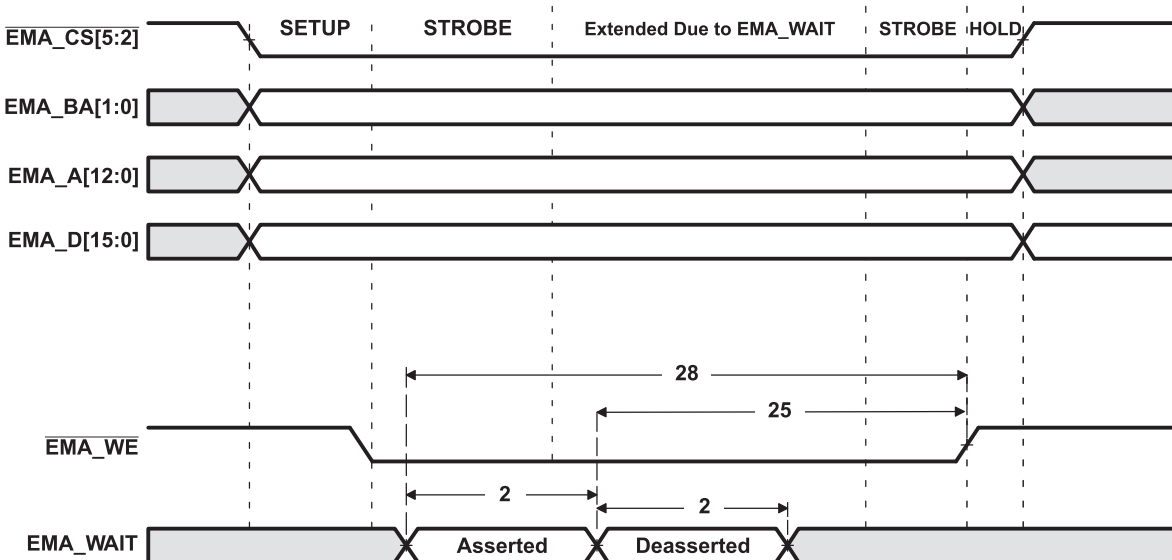 EMA_CS[5:2] SETUP STROBE Extended Due to EMA_WAIT STROBE HOLD
EMA_BA[1:0]
EMA_A[12:0]
EMA_D[15:0]
28
25
EMA_WE
2
2
EMA_WAIT Asserted Deasserted